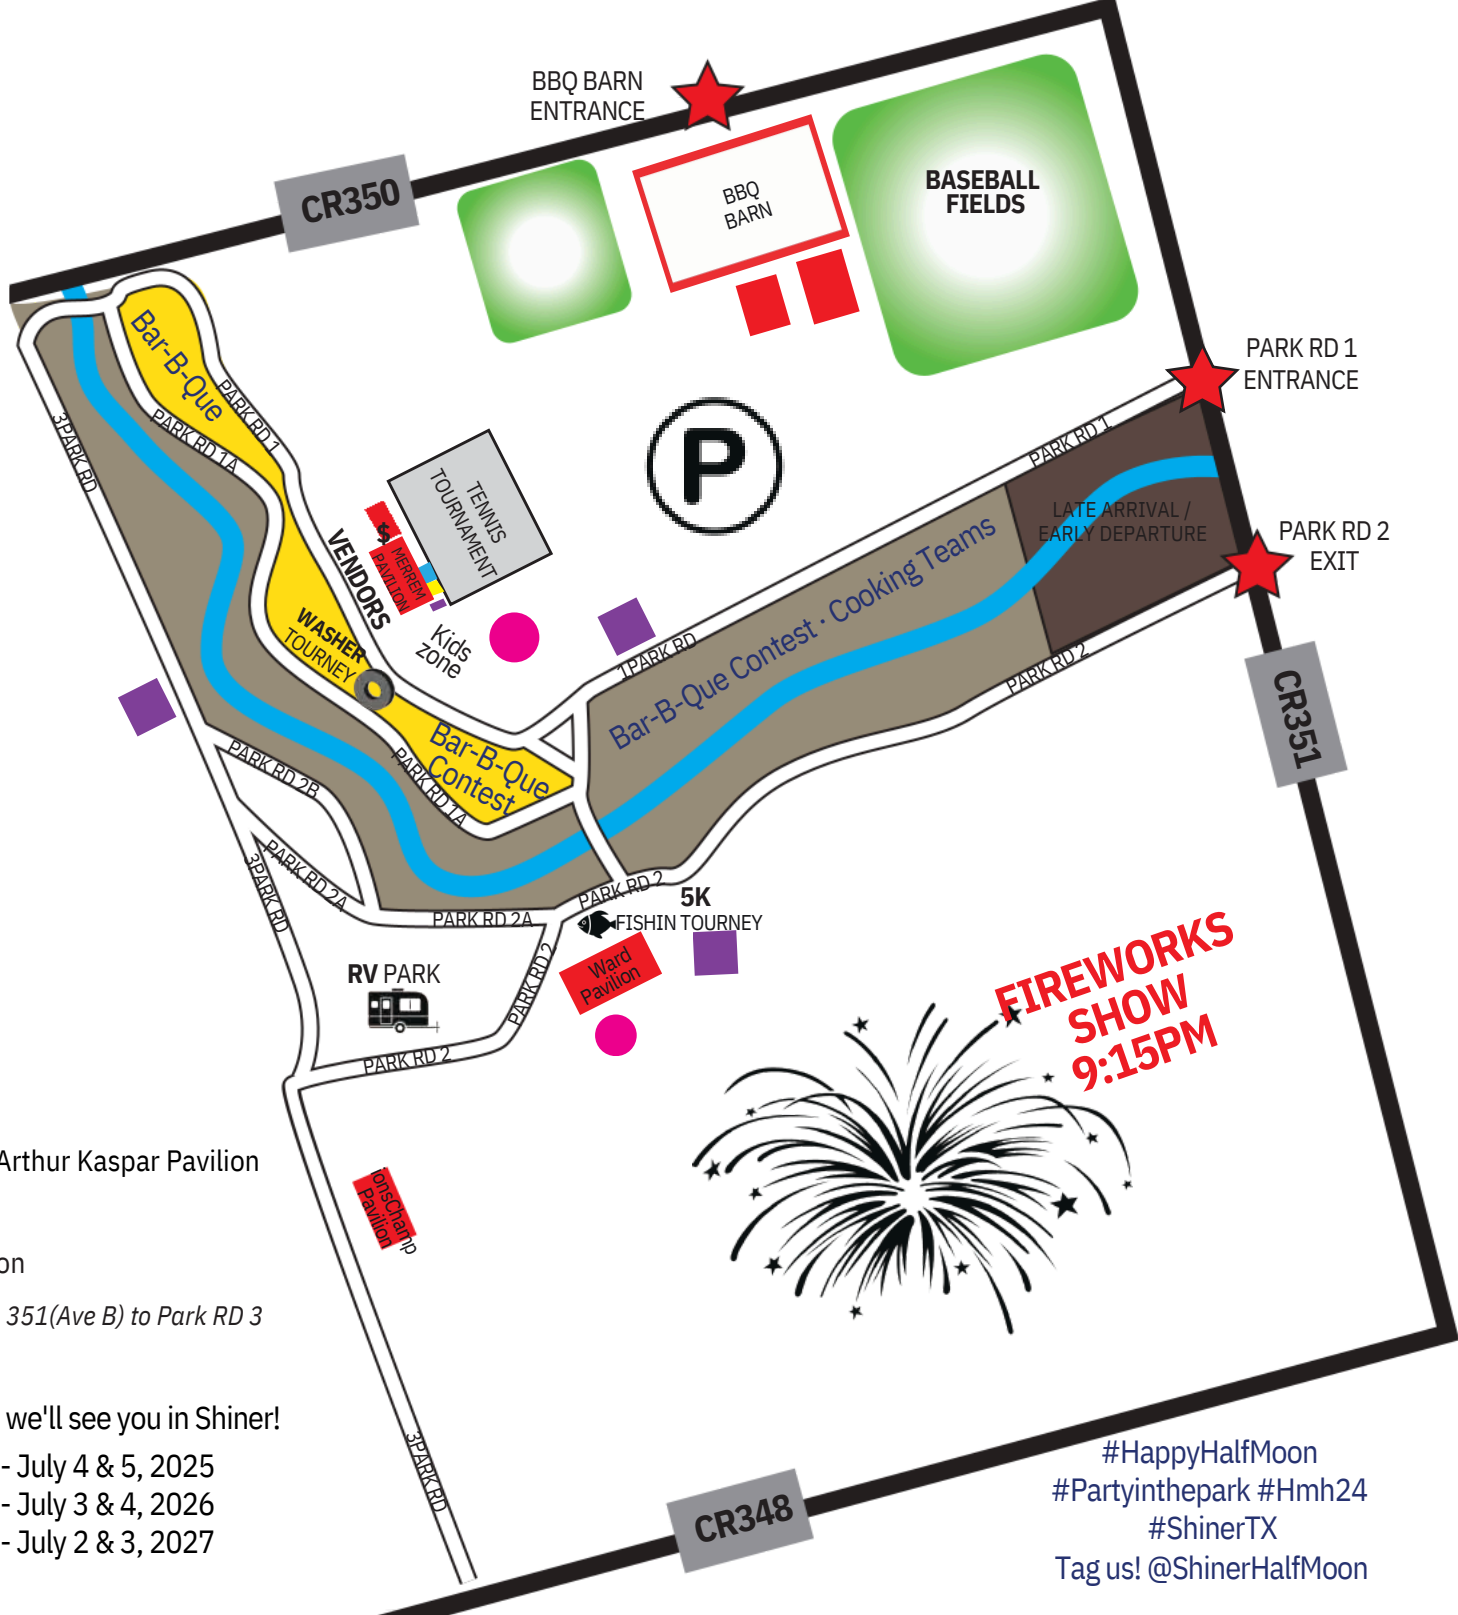 BBQ BARN
ENTRANCE
CR350
BBQ
BARN
BASEBALL
FIELDS
PARK RD 1
ENTRANCE
Bar-B-Que
PARK RD 1
PARK RD 1A
3PARK RD
TENNIS
TOURNAMENT
P
PARK RD 1
LATE ARRIVAL /
EARLY DEPARTURE
PARK RD 2
EXIT
$
MERREM
PAVILION
VENDORS
WASHER
TOURNEY
Kids
zone
1PARK RD
Bar-B-Que Contest · Cooking Teams
PARK RD 2
CR351
Bar-B-Que
Contest
PARK RD 1A
PARK RD 2B
PARK RD 2A
3PARK RD
PARK RD 2A
PARK RD 2
5K
FISHIN TOURNEY
Ward
Pavilion
PARK RD 2
RV PARK
PARK RD 2
FIREWORKS
SHOW
9:15PM
Arthur Kaspar Pavilion
ionsChamp
Pavilion
on
351(Ave B) to Park RD 3
we'll see you in Shiner!
- July 4 & 5, 2025
- July 3 & 4, 2026
- July 2 & 3, 2027
3PARK RD
CR348
#HappyHalfMoon
#Partyinthepark #Hmh24
#ShinerTX
Tag us! @ShinerHalfMoon